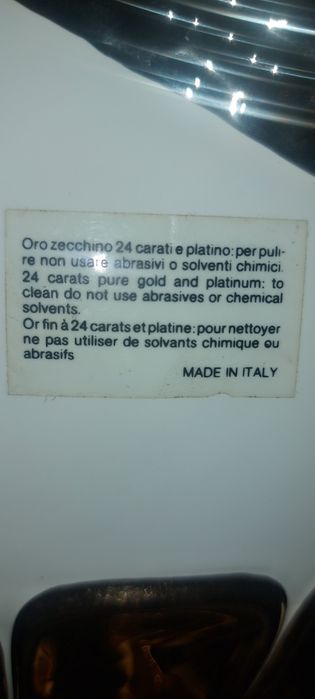 Oro zecchino 24 carati e platino: per puli-
re non usare abrasivi o solventi chimici.
24 carats pure gold and platinum: to
clean do not use abrasives or chemical
solvents.
Or fin à 24 carats et platine: pour nettoyer
ne pas utiliser de solvants chimique ou
abrasifs
MADE IN ITALY